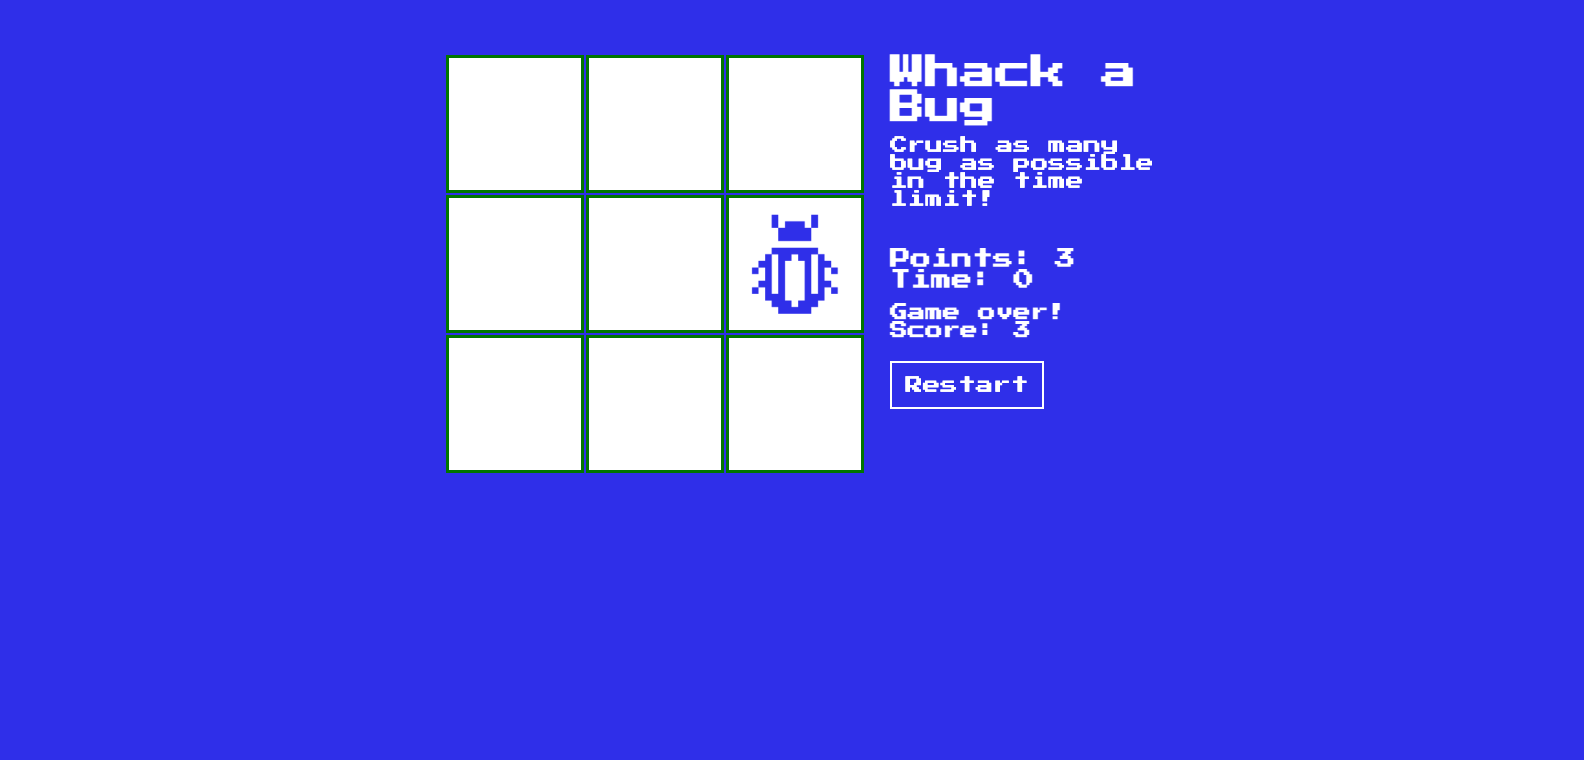 Whack a
Bug
Crush as many
bug as possible
in the time
limit!
Points: 3
Time: 0
Game over!
Score: 3
Restart